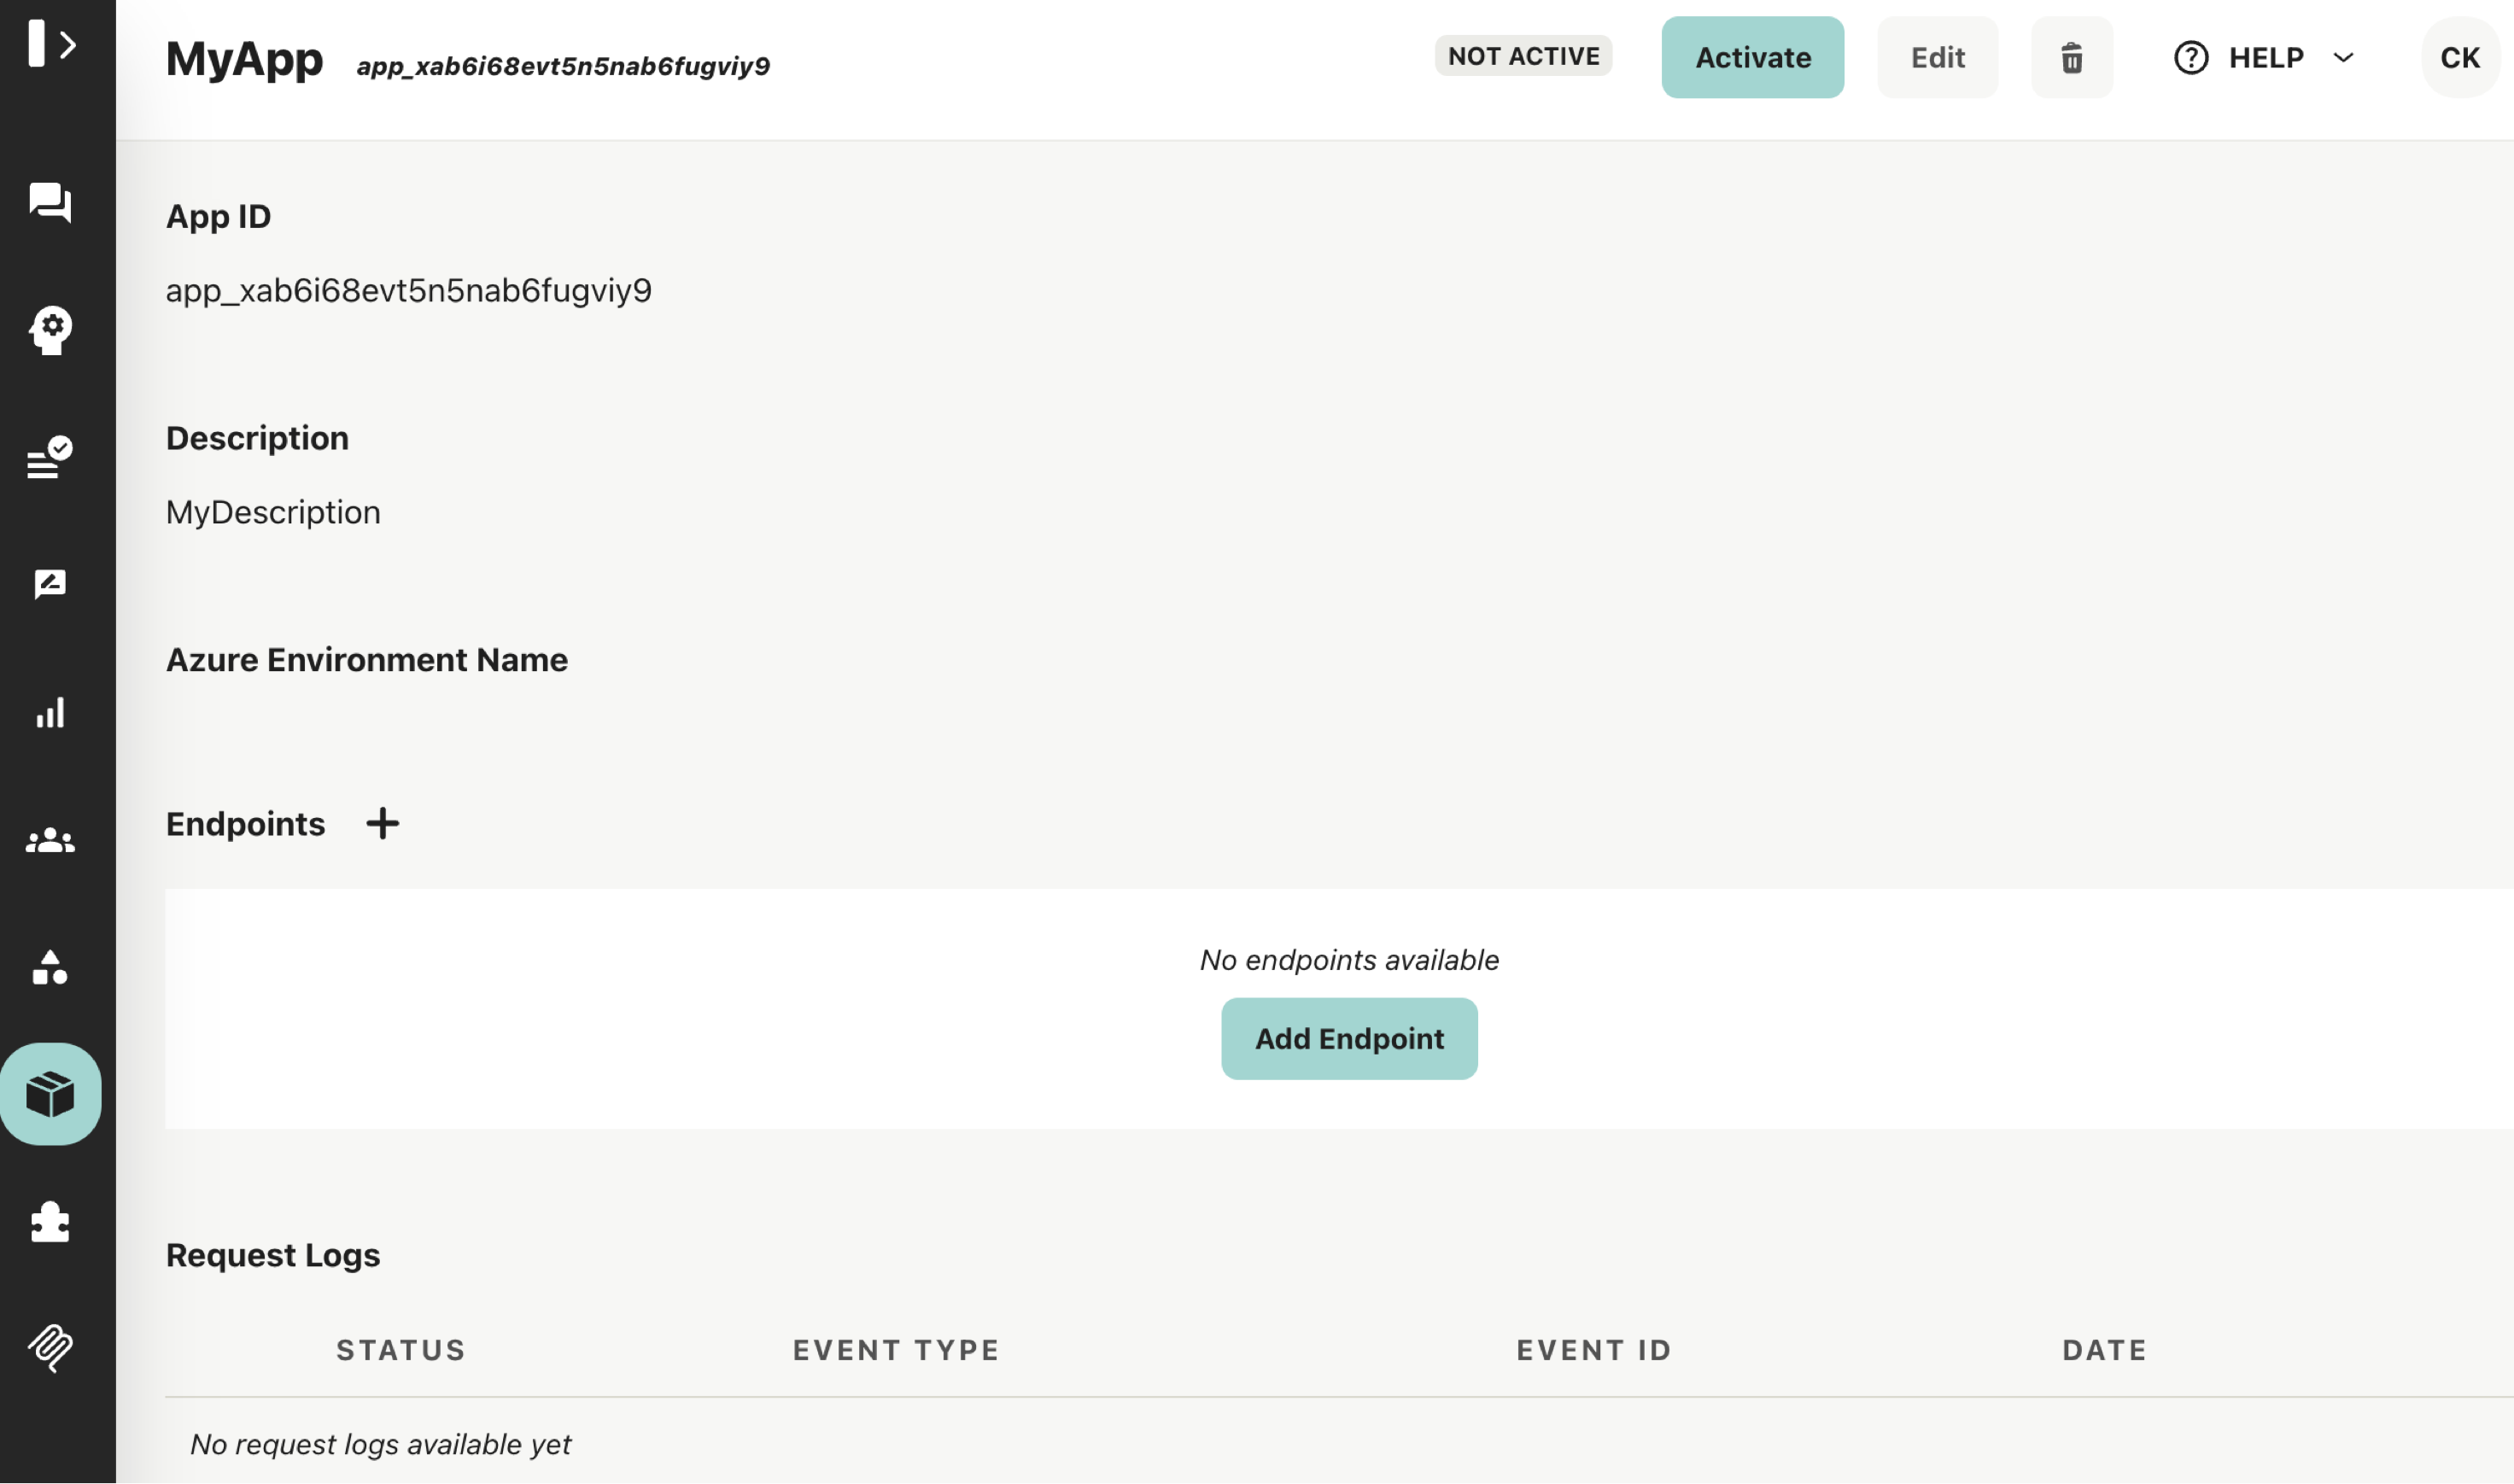 MyApp app_xab6i68evt5n5nab6fugviy9 NOT ACTIVE Activate Edit HELP CK
App ID
app_xab6i68evt5n5nab6fugviy9
Description
MyDescription
Azure Environment Name
Endpoints
No endpoints available
Add Endpoint
Request Logs
STATUS EVENT TYPE EVENT ID DATE
No request logs available yet